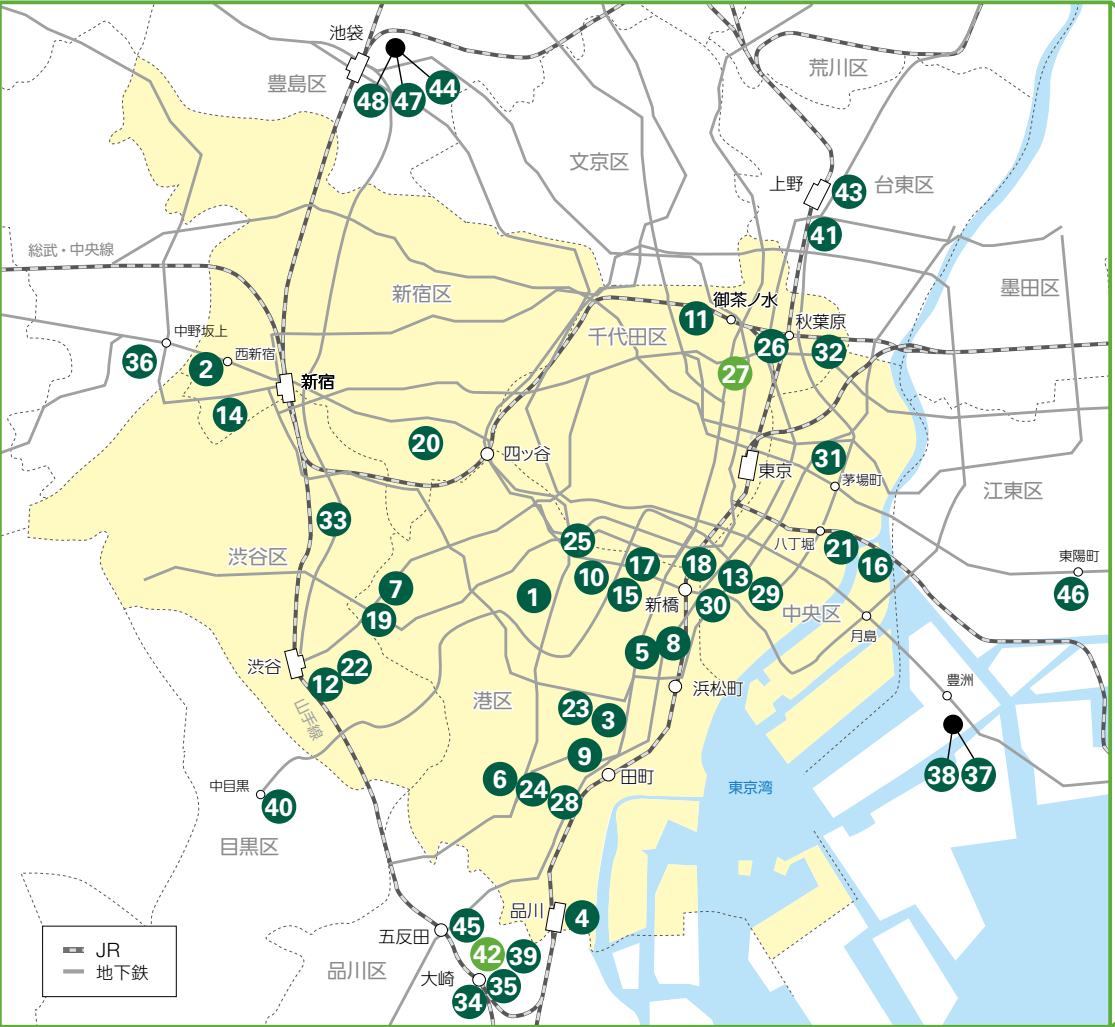 池袋
荒川区
豊島区
44
48
47
文京区
上野
43
台東区
41
総武・中央線
墨田区
新宿区
御茶ノ水
11
秋葉原
中野坂上
千代田区
26
32
36
2
西新宿
27
新宿
14
20
四ッ谷
31
東京
茅場町
江東区
33
25
八丁堀
21
16
渋谷区
17
18
東陽町
7
10
13
46
1
15
29
新橋
30
中央区
19
月島
5
8
渋谷
22
12
浜松町
豊洲
港区
23
3
山手線
9
6
田町
38
37
中目黒
24
東京湾
40
28
目黒区
品川
4
45
五反田
42
39
JR
品川区
大崎
35
地下鉄
34